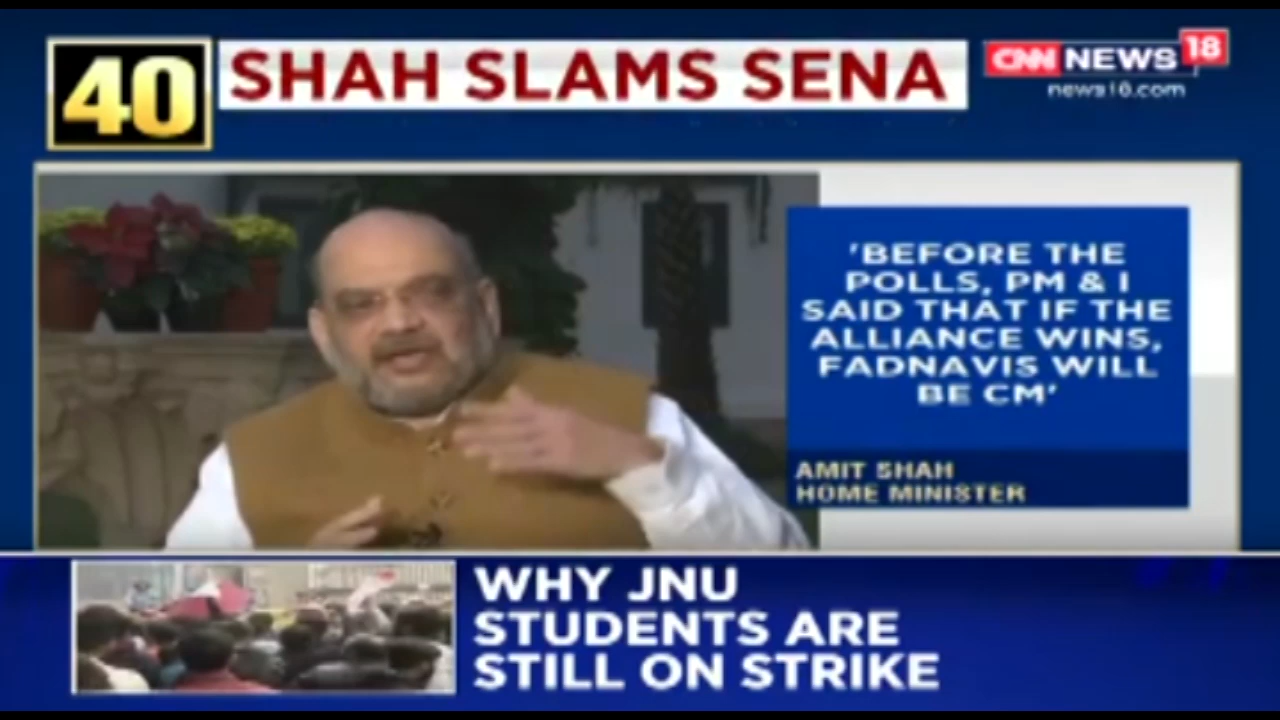 40
SHAH SLAMS SENA
CNN NEWS 18
news18.com
'BEFORE THE
POLLS, PM & I
SAID THAT IF THE
ALLIANCE WINS,
FADNAVIS WILL
BE CM'
AMIT SHAH
HOME MINISTER
WHY JNU
STUDENTS ARE
STILL ON STRIKE